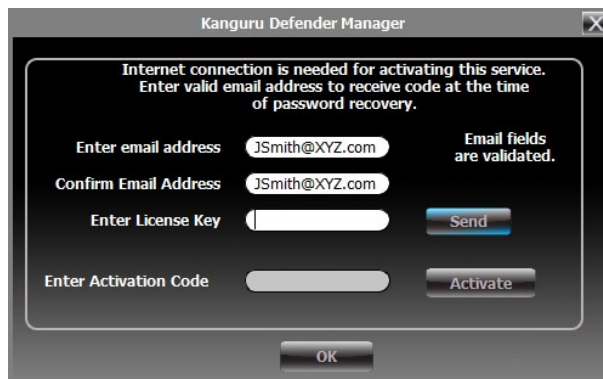 Kanguru Defender Manager
X
Internet connection is needed for activating this service.
Enter valid email address to receive code at the time
of password recovery.
Enter email address JSmith@XYZ.com Email fields
are validated.
Confirm Email Address JSmith@XYZ.com
Enter License Key Send
Enter Activation Code Activate
OK